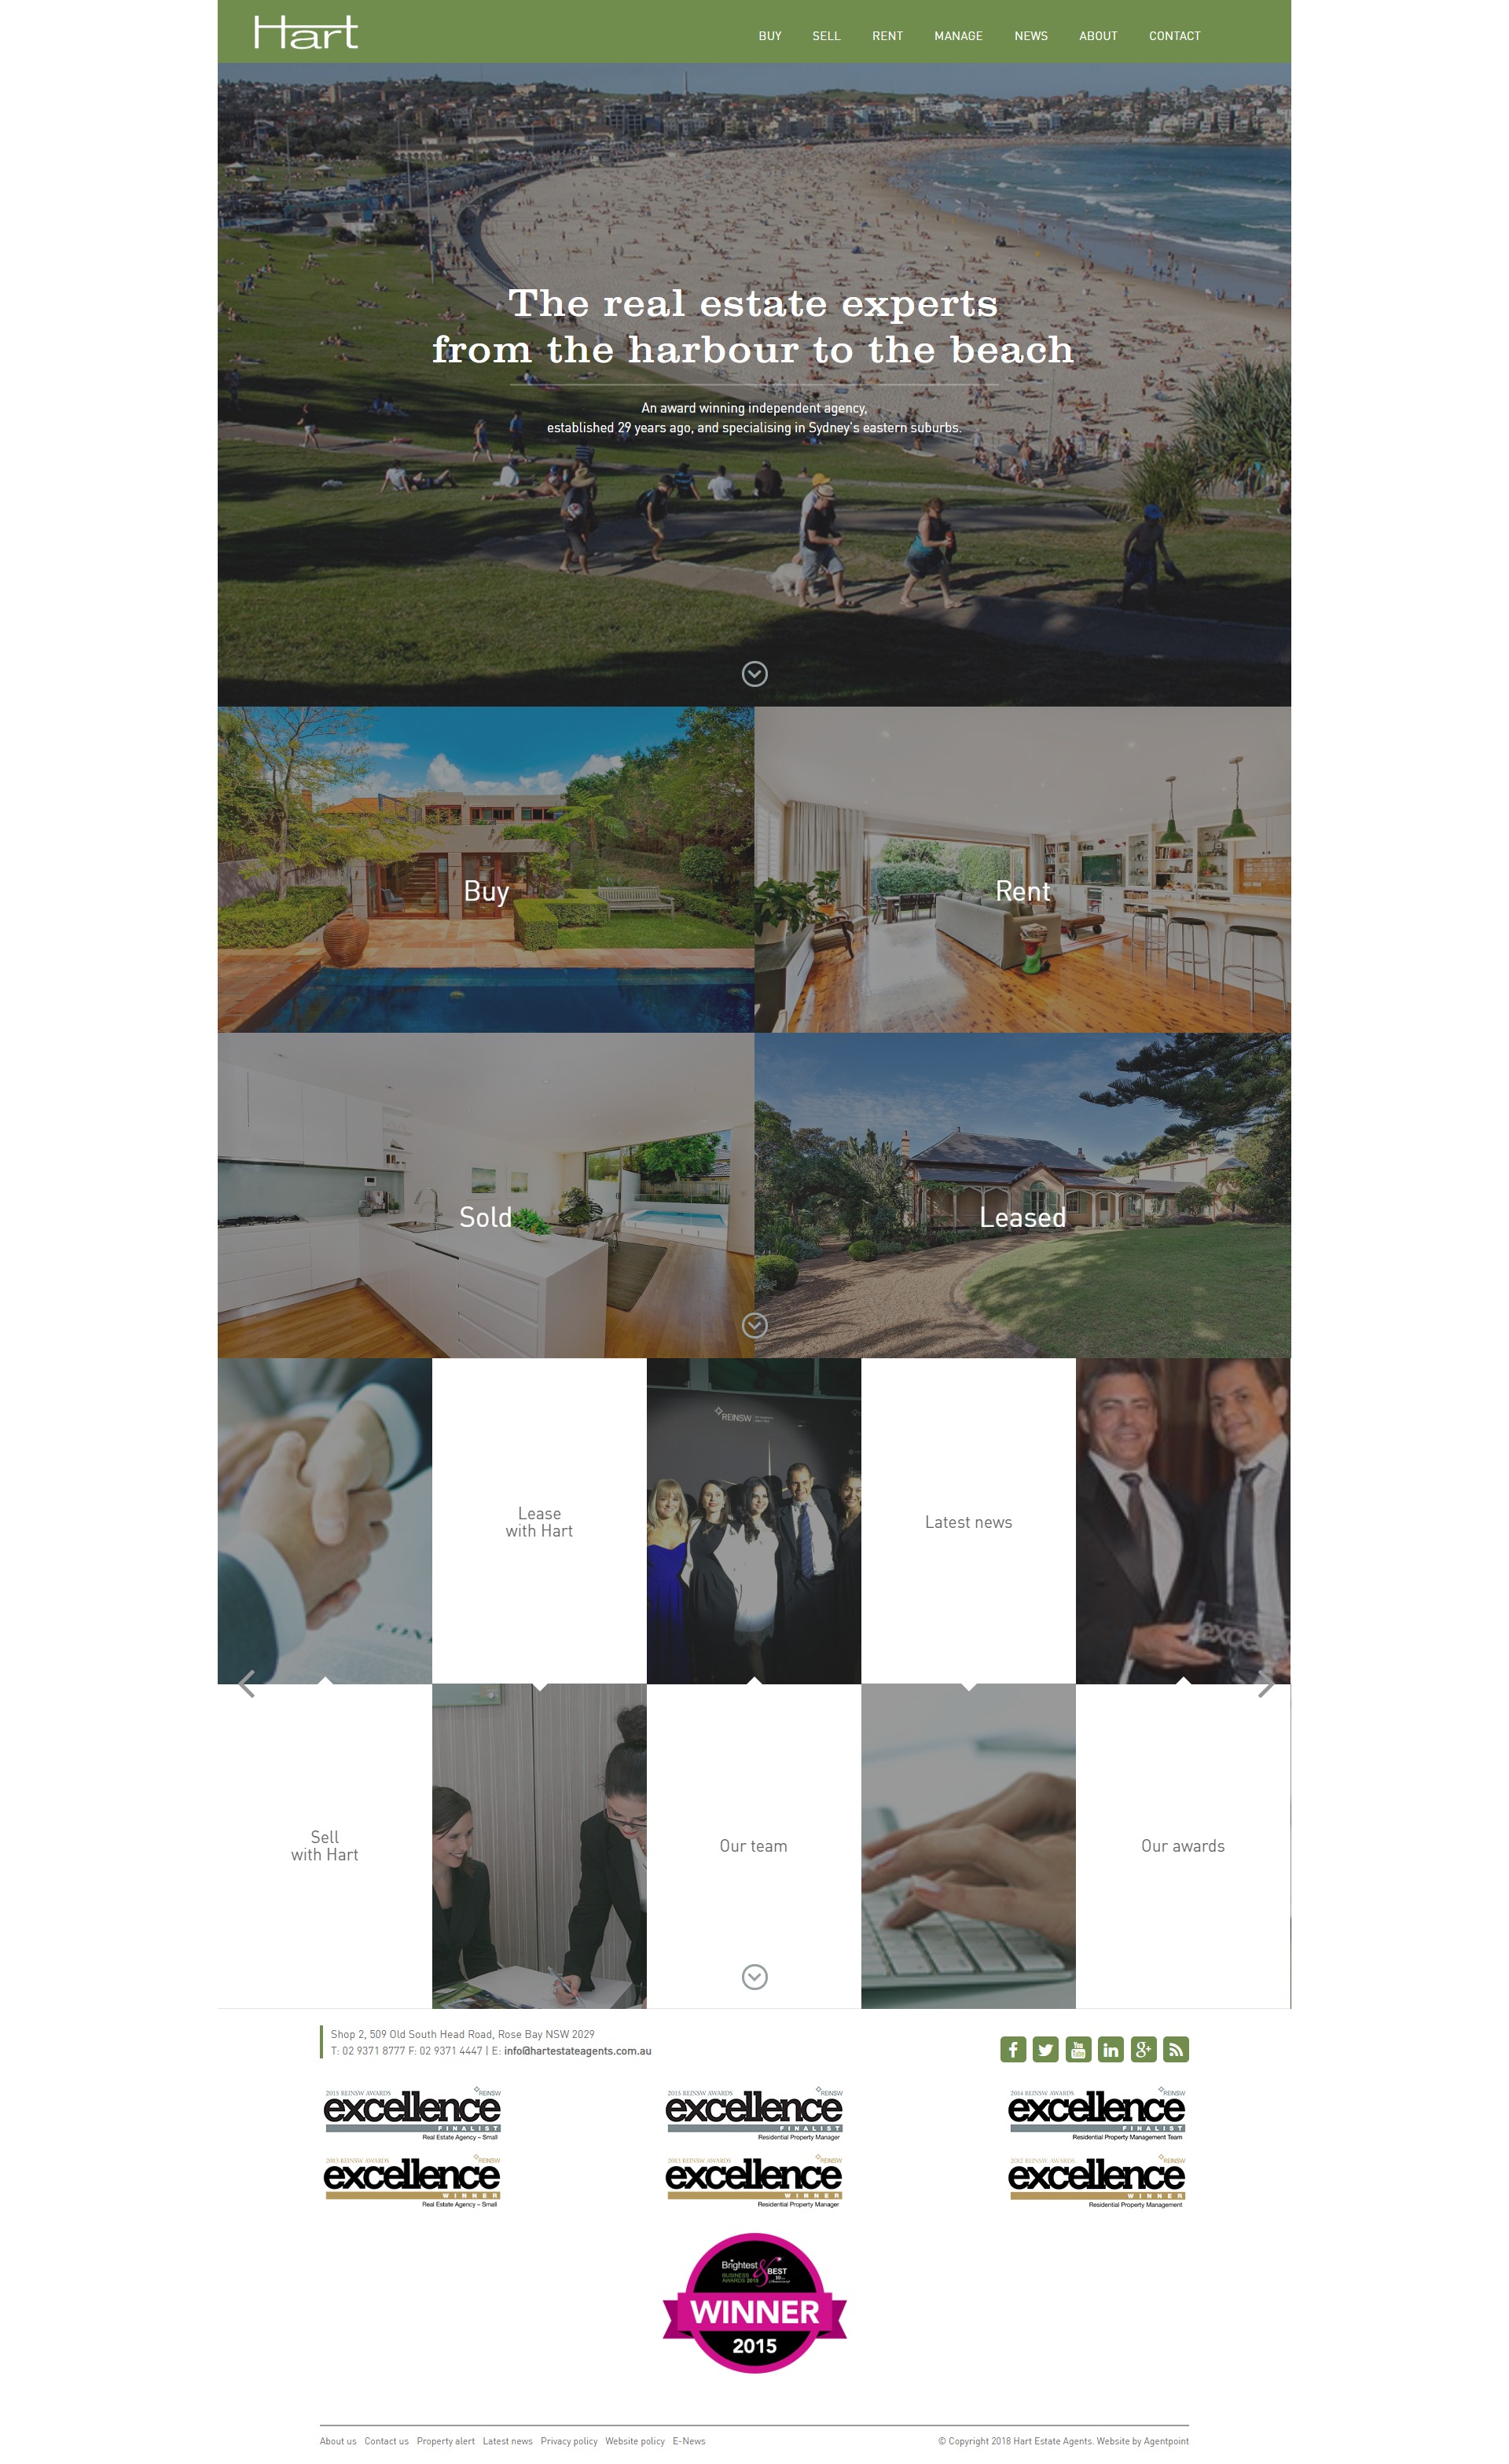 Hart
BUY SELL RENT MANAGE NEWS ABOUT CONTACT
The real estate experts
from the harbour to the beach
An award winning independent agency,
established 29 years ago, and specialising in Sydney's eastern suburbs.
Buy
Rent
Sold
Leased
REINSW
Lease
with Hart
Latest news
Sell
with Hart
Our team
Our awards
Shop 2, 509 Old South Head Road, Rose Bay NSW 2029
T: 02 9371 8777 F: 02 9371 4447 | E: info@hartestateagents.com.au
2015 REINSW AWARDS REINSW
excellence
FINALIST
Real Estate Agency – Small
2015 REINSW AWARDS REINSW
excellence
FINALIST
Residential Property Manager
2014 REINSW AWARDS REINSW
excellence
FINALIST
Residential Property Management Team
2013 REINSW AWARDS REINSW
excellence
WINNER
Real Estate Agency – Small
2013 REINSW AWARDS REINSW
excellence
WINNER
Residential Property Manager
2012 REINSW AWARDS REINSW
excellence
WINNER
Residential Property Management
Brightest & BEST
BUSINESS
AWARDS 2015
WINNER
2015
About us Contact us Property alert Latest news Privacy policy Website policy E-News
© Copyright 2018 Hart Estate Agents. Website by Agentpoint